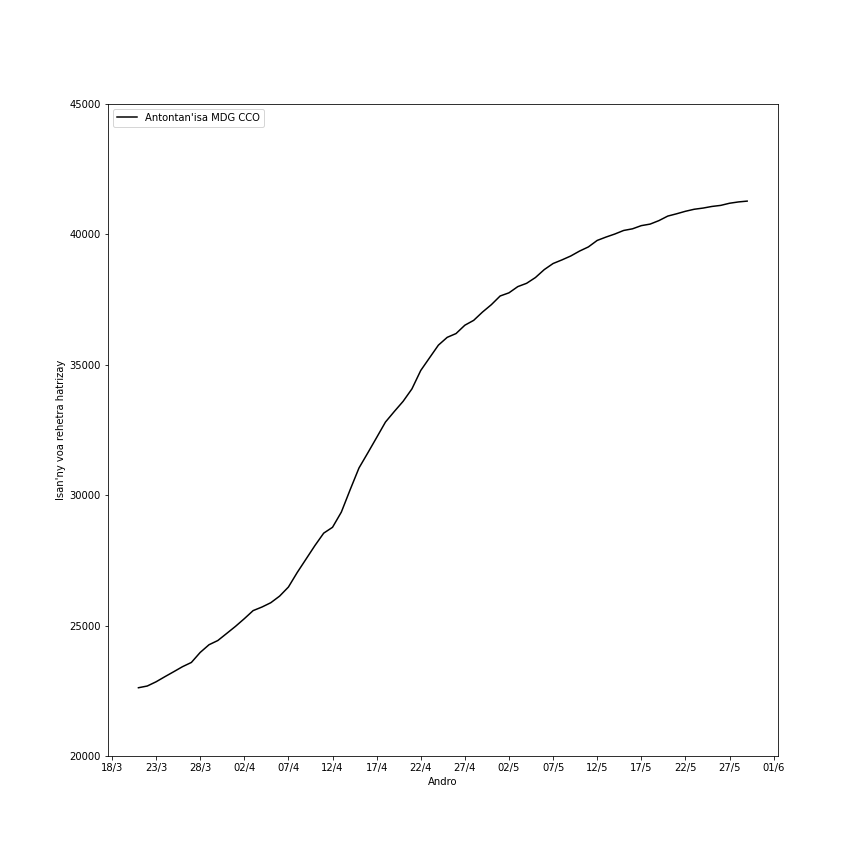 Antontan'isa MDG CCO
45000
40000
35000
30000
25000
20000
Isan'ny voa rehetra hatrizay
18/3 23/3 28/3 02/4 07/4 12/4 17/4 22/4 27/4 02/5 07/5 12/5 17/5 22/5 27/5 01/6
Andro